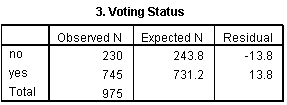 3. Voting Status
Observed N Expected N Residual
no 230 243.8 -13.8
yes 745 731.2 13.8
Total 975